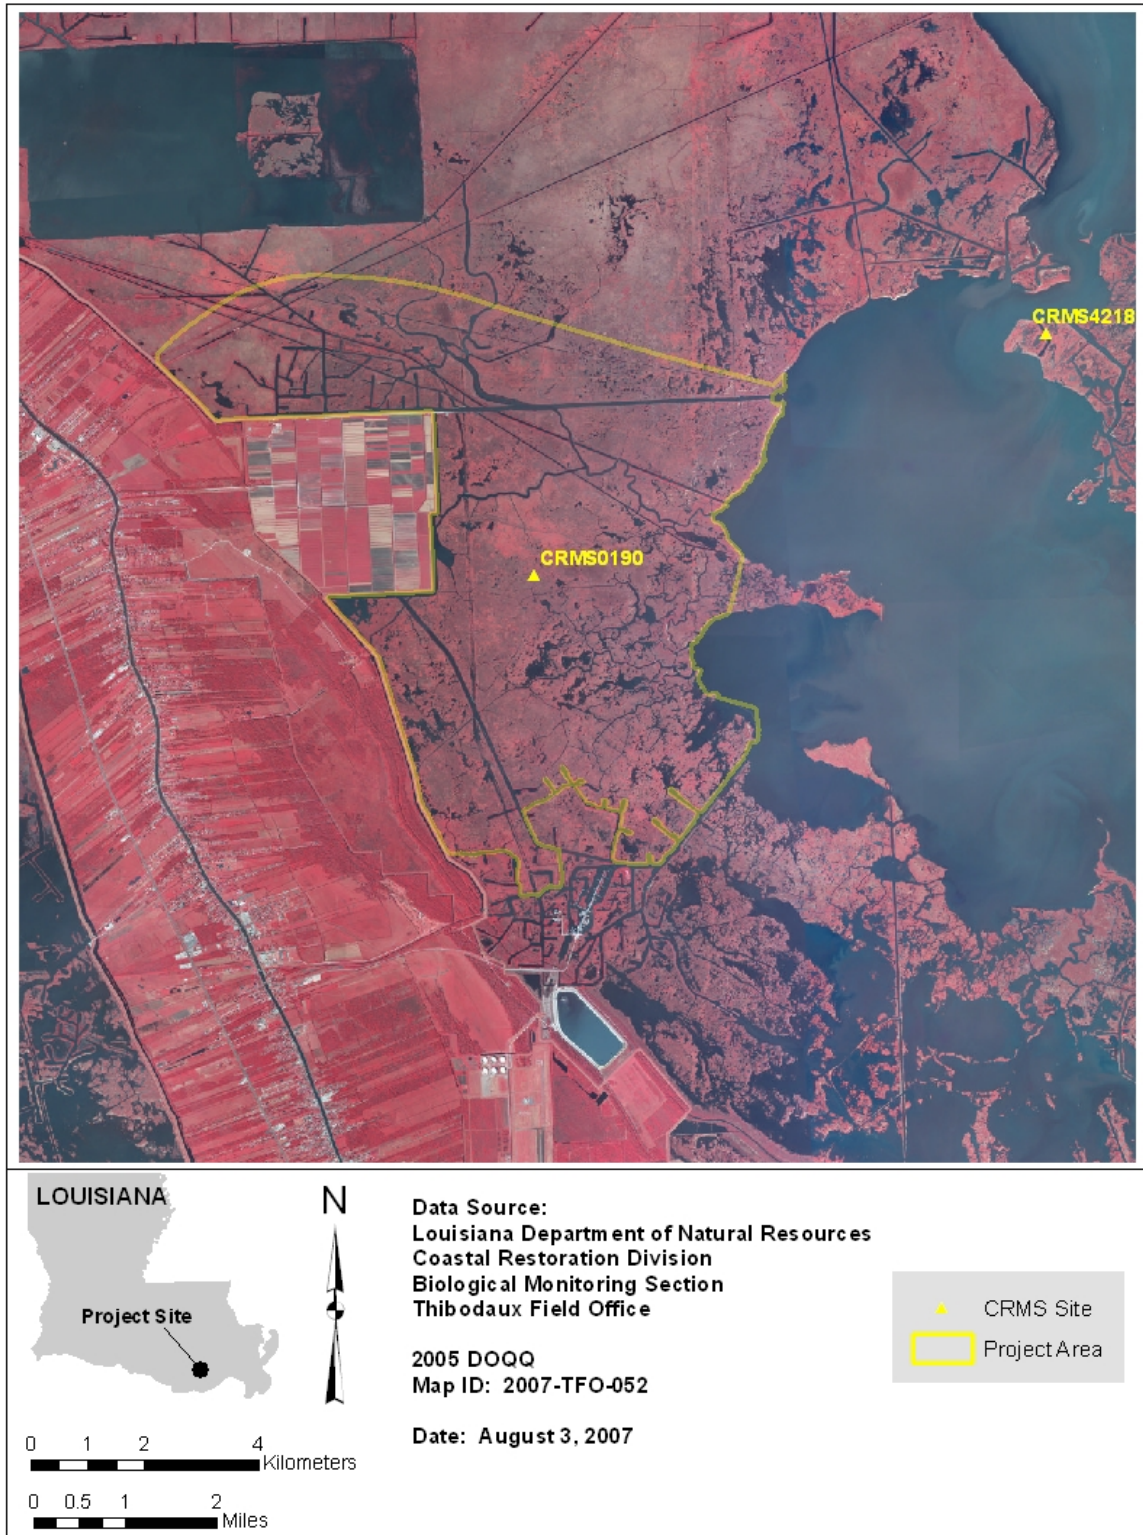 CRMS4218
CRMS0190
LOUISIANA
Project Site
N
Data Source:
Louisiana Department of Natural Resources
Coastal Restoration Division
Biological Monitoring Section
Thibodaux Field Office
2005 DOQQ
Map ID: 2007-TFO-052
Date: August 3, 2007
CRMS Site
Project Area
0 1 2 4
Kilometers
0 0.5 1 2
Miles